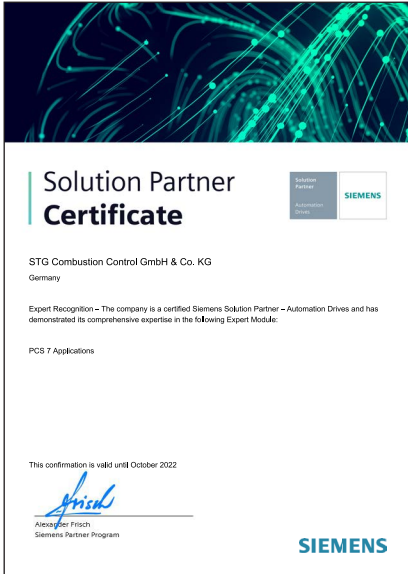 Solution Partner
Certificate
Solution
Partner
Automation
Drives
SIEMENS
STG Combustion Control GmbH & Co. KG
Germany
Expert Recognition – The company is a certified Siemens Solution Partner – Automation Drives and has
demonstrated its comprehensive expertise in the following Expert Module:
PCS 7 Applications
This confirmation is valid until October 2022
Frisch
Alexander Frisch
Siemens Partner Program
SIEMENS